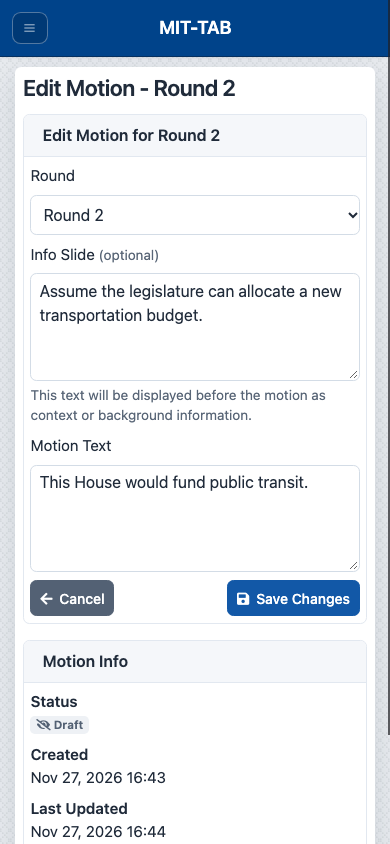 MIT-TAB
Edit Motion - Round 2
Edit Motion for Round 2
Round
Round 2
Info Slide (optional)
Assume the legislature can allocate a new
transportation budget.
This text will be displayed before the motion as
context or background information.
Motion Text
This House would fund public transit.
Cancel
Save Changes
Motion Info
Status
Draft
Created
Nov 27, 2026 16:43
Last Updated
Nov 27, 2026 16:44